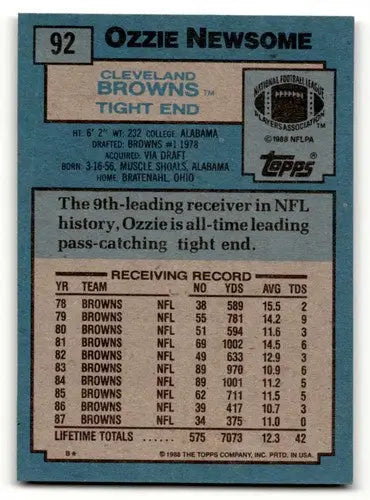 92 OZZIE NEWSOME
CLEVELAND
BROWNS™
TIGHT END
NATIONAL FOOTBALL LEAGUE
PLAYERS ASSOCIATION™
© 1988 NFLPA
topps®
HT: 6' 2" WT: 232 COLLEGE: ALABAMA
DRAFTED: BROWNS #1 1978
ACQUIRED: VIA DRAFT
BORN: 3-16-56, MUSCLE SHOALS, ALABAMA
HOME: BRATENAHL, OHIO
The 9th-leading receiver in NFL
history, Ozzie is all-time leading
pass-catching tight end.
RECEIVING RECORD
YR TEAM NO YDS AVG TDS
78 BROWNS NFL 38 589 15.5 2
79 BROWNS NFL 55 781 14.2 9
80 BROWNS NFL 51 594 11.6 3
81 BROWNS NFL 69 1002 14.5 6
82 BROWNS NFL 49 633 12.9 3
83 BROWNS NFL 89 970 10.9 6
84 BROWNS NFL 89 1001 11.2 5
85 BROWNS NFL 62 711 11.5 5
86 BROWNS NFL 39 417 10.7 3
87 BROWNS NFL 34 375 11.0 0
LIFETIME TOTALS ...... 575 7073 12.3 42
B* © 1988 THE TOPPS COMPANY, INC. PRTD. IN USA.